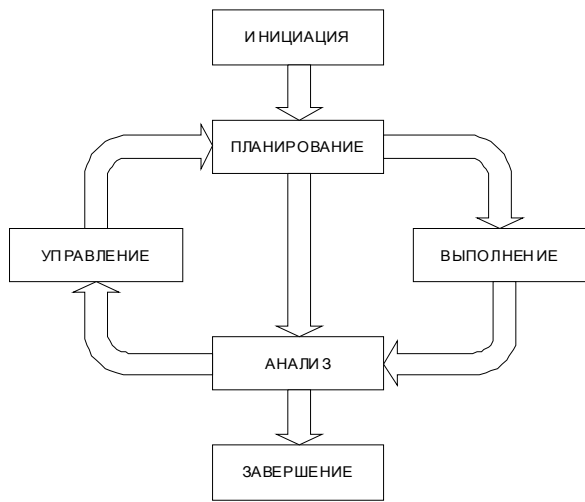 ИНИЦИАЦИЯ
ПЛАНИРОВАНИЕ
УПРАВЛЕНИЕ
ВЫПОЛНЕНИЕ
АНАЛИЗ
ЗАВЕРШЕНИЕ